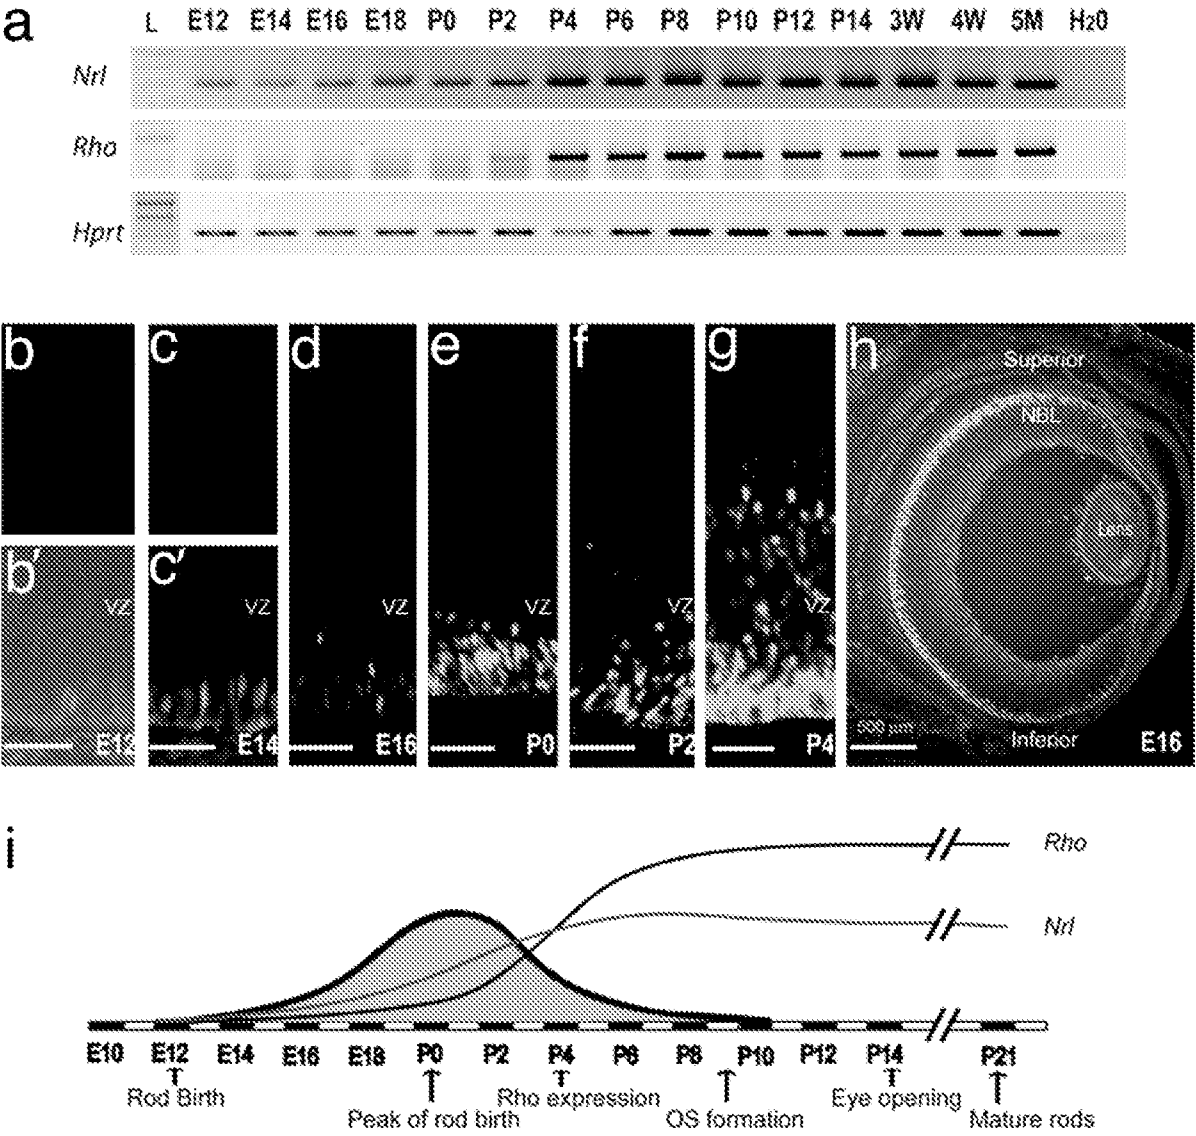 a
L E12 E14 E16 E18 P0 P2 P4 P6 P8 P10 P12 P14 3W 4W 5M H20
Nrl
Rho
Hprt
b c d e f g h
Superior
NBL
Lens
b' c'
VZ VZ VZ VZ VZ VZ
500 µm
Inferior
E12 E14 E16 P0 P2 P4 E16
i
Rho
Nrl
E10 E12 E14 E16 E18 P0 P2 P4 P6 P8 P10 P12 P14 P21
Rod Birth Rho expression Eye opening
Peak of rod birth OS formation Mature rods